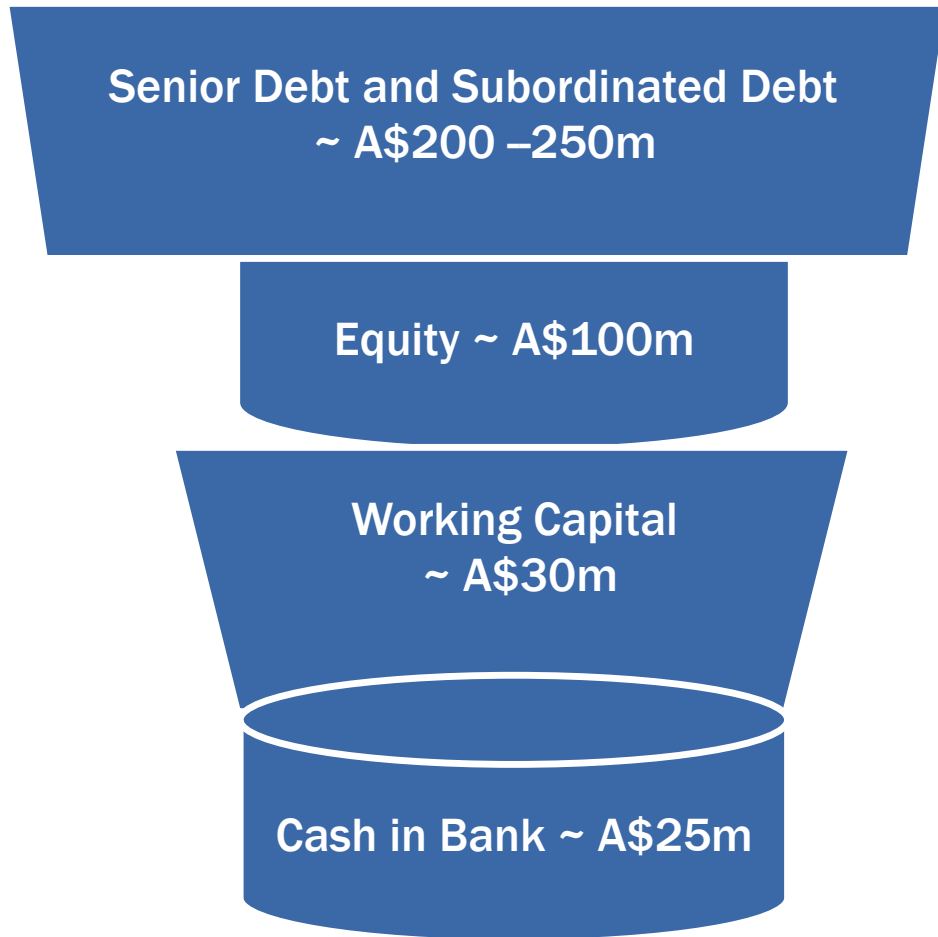 Senior Debt and Subordinated Debt
~ A$200 –250m
Equity ~ A$100m
Working Capital
~ A$30m
Cash in Bank ~ A$25m